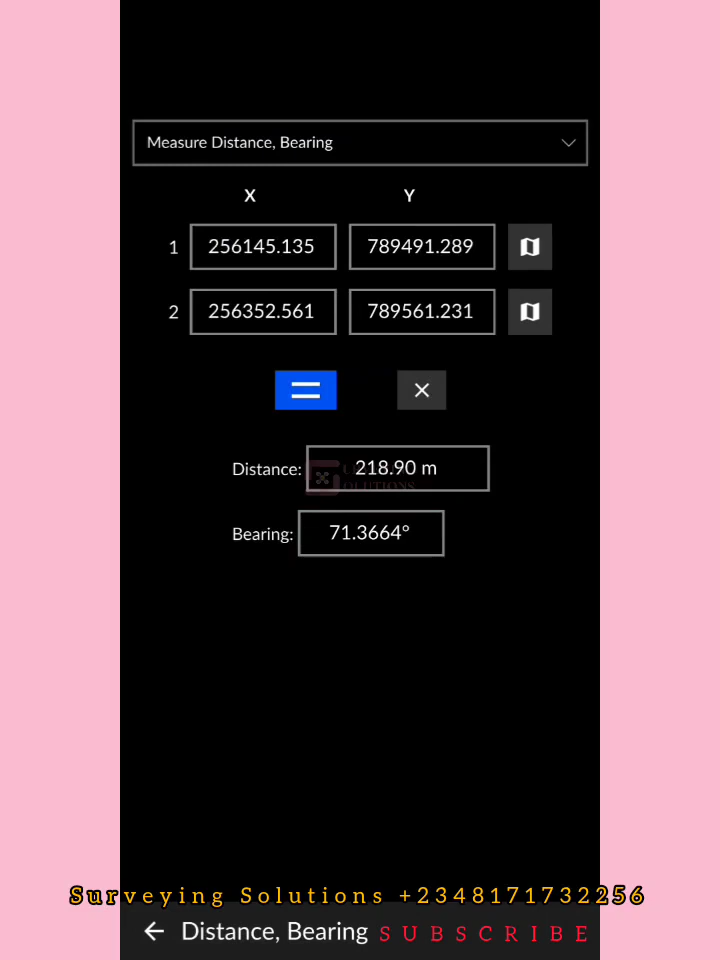 Measure Distance, Bearing
X Y
1 256145.135 789491.289
2 256352.561 789561.231
Distance: 218.90 m
OLUTIONS
Bearing: 71.3664°
Surveying Solutions +2348171732256
Distance, Bearing SUBSCRIBE